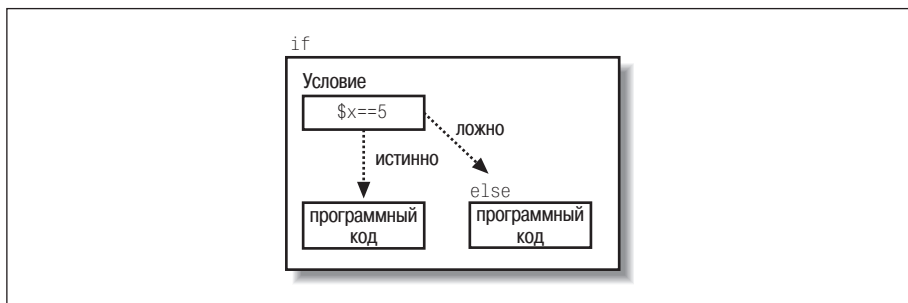 if
Условие
$x==5
ложно
истинно
else
программный
код
программный
код